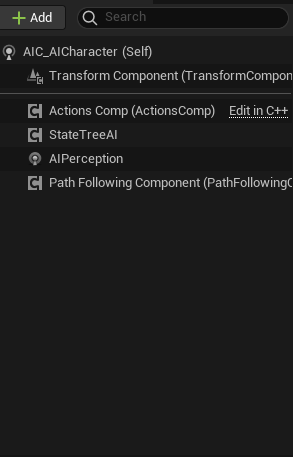 Add
Search
AIC_AICharacter (Self)
Transform Component (TransformCompon
Actions Comp (ActionsComp) Edit in C++
StateTreeAI
AIPerception
Path Following Component (PathFollowingC